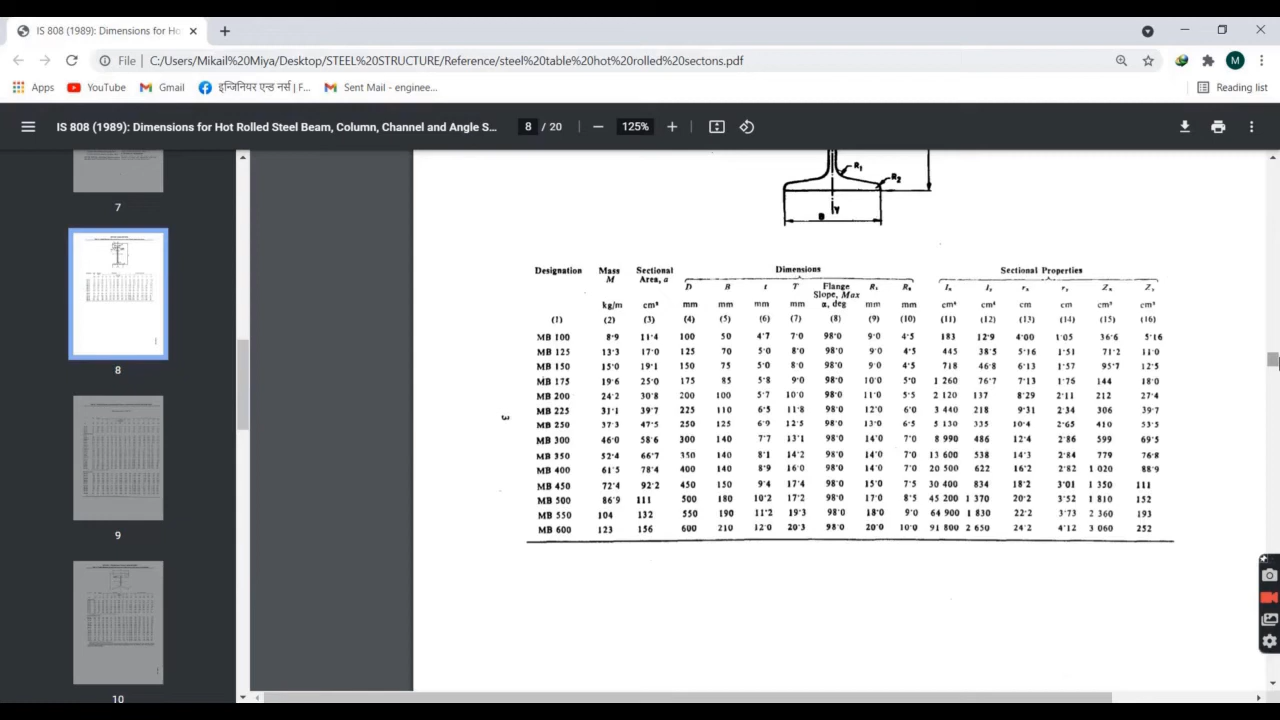 IS 808 (1989): Dimensions for Ho
File C:/Users/Mikail%20Miya/Desktop/STEEL%20STRUCTURE/Reference/steel%20table%20hot%20rolled%20sectons.pdf M
Apps YouTube Gmail इन्जिनियर एन्ड नर्स | F... Sent Mail - enginee... Reading list
IS 808 (1989): Dimensions for Hot Rolled Steel Beam, Column, Channel and Angle S... 8 / 20 125%
7
8
9
10
R₁
R₂
Y
B
Designation Mass Sectional Dimensions Sectional Properties
M Area, a
D B t T Flange R₁ R₂ Iₓ Iᵧ rₓ rᵧ Zₓ Zᵧ
Slope, Max
kg/m cm² mm mm mm mm α, deg mm mm cm⁴ cm⁴ cm cm cm³ cm³
(1) (2) (3) (4) (5) (6) (7) (8) (9) (10) (11) (12) (13) (14) (15) (16)
MB 100 8·9 11·4 100 50 4·7 7·0 98·0 9·0 4·5 183 12·9 4·00 1·05 36·6 5·16
MB 125 13·3 17·0 125 70 5·0 8·0 98·0 9·0 4·5 445 38·5 5·16 1·51 71·2 11·0
MB 150 15·0 19·1 150 75 5·0 8·0 98·0 9·0 4·5 718 46·8 6·13 1·57 95·7 12·5
MB 175 19·6 25·0 175 85 5·8 9·0 98·0 10·0 5·0 1 260 76·7 7·13 1·76 144 18·0
MB 200 24·2 30·8 200 100 5·7 10·0 98·0 11·0 5·5 2 120 137 8·29 2·11 212 27·4
MB 225 31·1 39·7 225 110 6·5 11·8 98·0 12·0 6·0 3 440 218 9·31 2·34 306 39·7
MB 250 37·3 47·5 250 125 6·9 12·5 98·0 13·0 6·5 5 130 335 10·4 2·65 410 53·5
MB 300 46·0 58·6 300 140 7·7 13·1 98·0 14·0 7·0 8 990 486 12·4 2·86 599 69·5
MB 350 52·4 66·7 350 140 8·1 14·2 98·0 14·0 7·0 13 600 538 14·3 2·84 779 76·8
MB 400 61·5 78·4 400 140 8·9 16·0 98·0 14·0 7·0 20 500 622 16·2 2·82 1 020 88·9
MB 450 72·4 92·2 450 150 9·4 17·4 98·0 15·0 7·5 30 400 834 18·2 3·01 1 350 111
MB 500 86·9 111 500 180 10·2 17·2 98·0 17·0 8·5 45 200 1 370 20·2 3·52 1 810 152
MB 550 104 132 550 190 11·2 19·3 98·0 18·0 9·0 64 900 1 830 22·2 3·73 2 360 193
MB 600 123 156 600 210 12·0 20·3 98·0 20·0 10·0 91 800 2 650 24·2 4·12 3 060 252
3